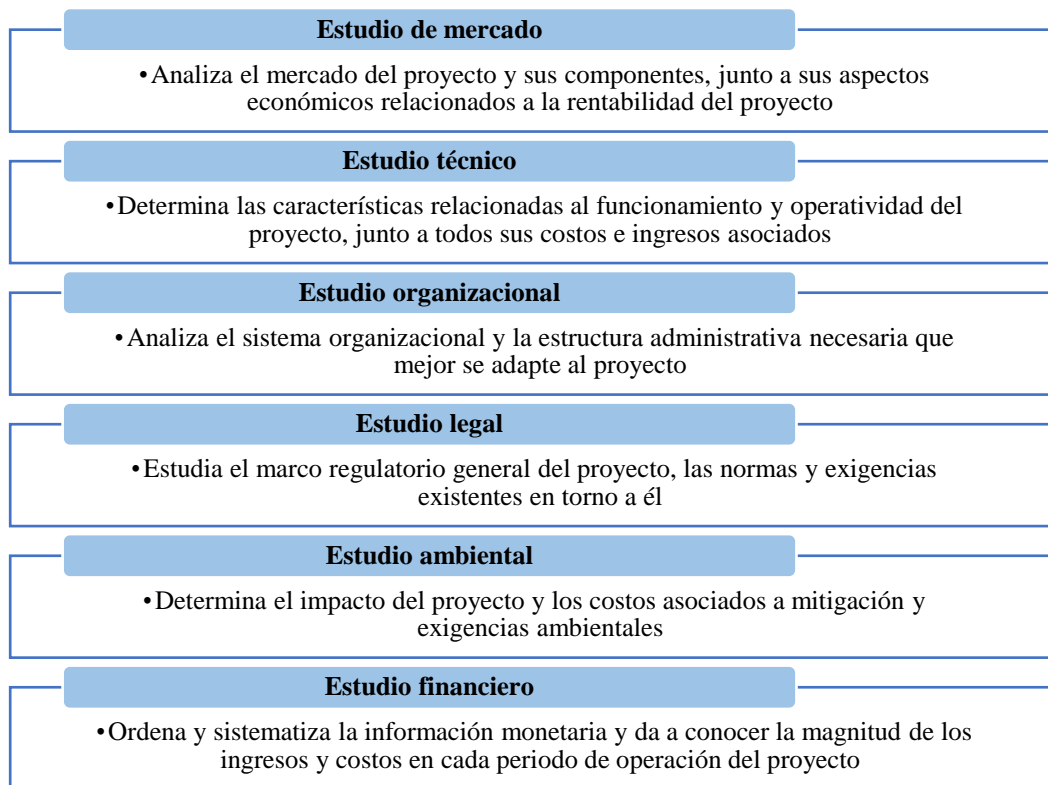 Estudio de mercado
•Analiza el mercado del proyecto y sus componentes, junto a sus aspectos
económicos relacionados a la rentabilidad del proyecto
Estudio técnico
•Determina las características relacionadas al funcionamiento y operatividad del
proyecto, junto a todos sus costos e ingresos asociados
Estudio organizacional
•Analiza el sistema organizacional y la estructura administrativa necesaria que
mejor se adapte al proyecto
Estudio legal
•Estudia el marco regulatorio general del proyecto, las normas y exigencias
existentes en torno a él
Estudio ambiental
•Determina el impacto del proyecto y los costos asociados a mitigación y
exigencias ambientales
Estudio financiero
•Ordena y sistematiza la información monetaria y da a conocer la magnitud de los
ingresos y costos en cada periodo de operación del proyecto